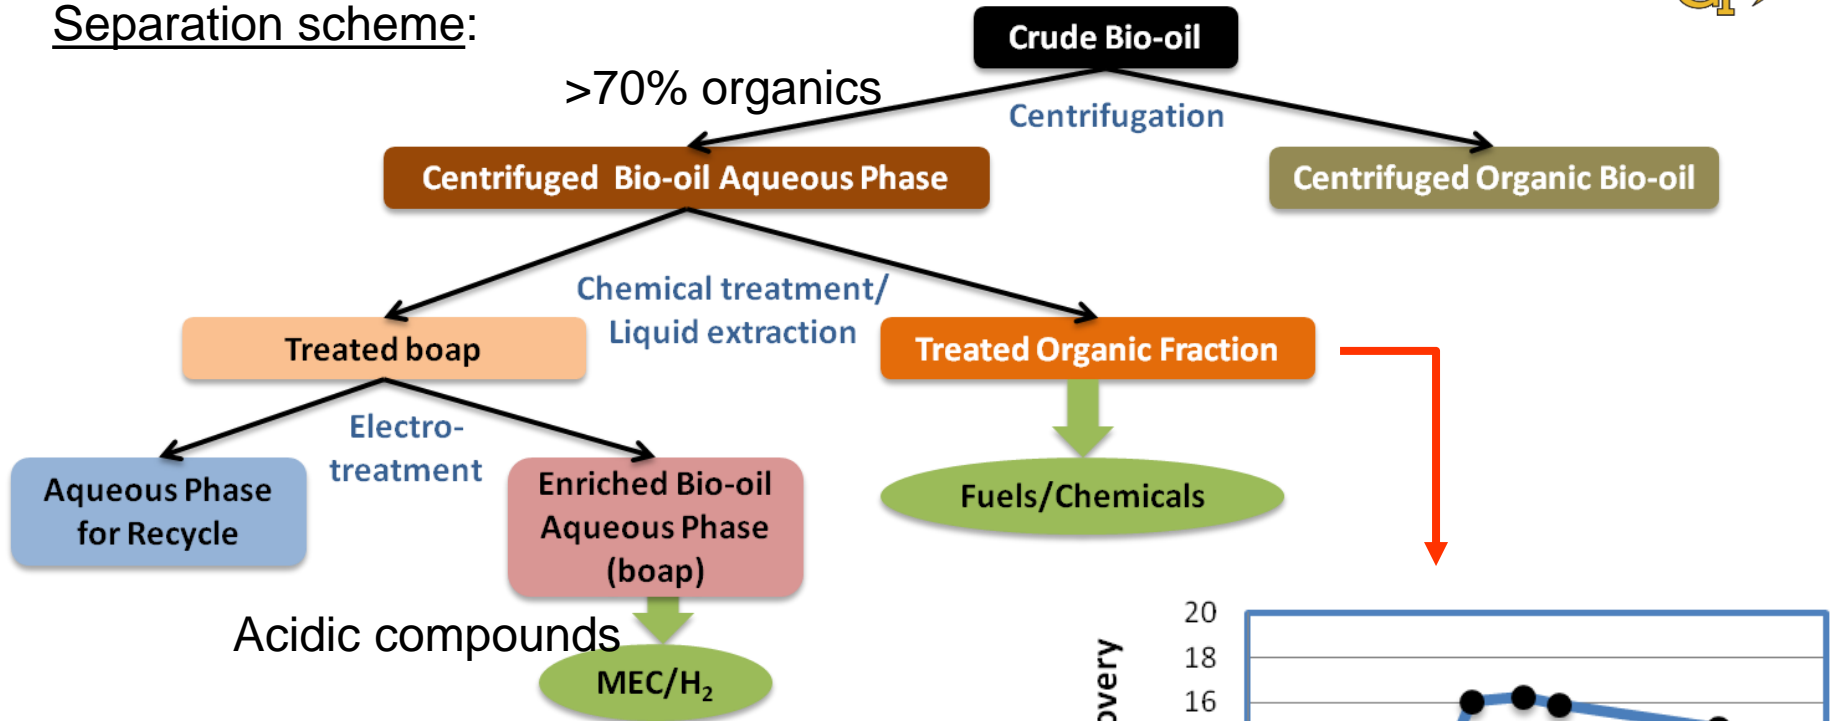 Separation scheme:
Crude Bio-oil
>70% organics
Centrifugation
Centrifuged Bio-oil Aqueous Phase
Centrifuged Organic Bio-oil
Chemical treatment/
Liquid extraction
Treated boap
Treated Organic Fraction
Electro-
treatment
Aqueous Phase
for Recycle
Enriched Bio-oil
Aqueous Phase
(boap)
Fuels/Chemicals
Acidic compounds
MEC/H₂
20
18
16